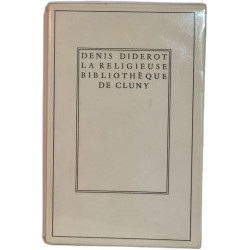 DENIS DIDEROT
LA RELIGIEUSE
BIBLIOTHÈQUE
DE CLUNY